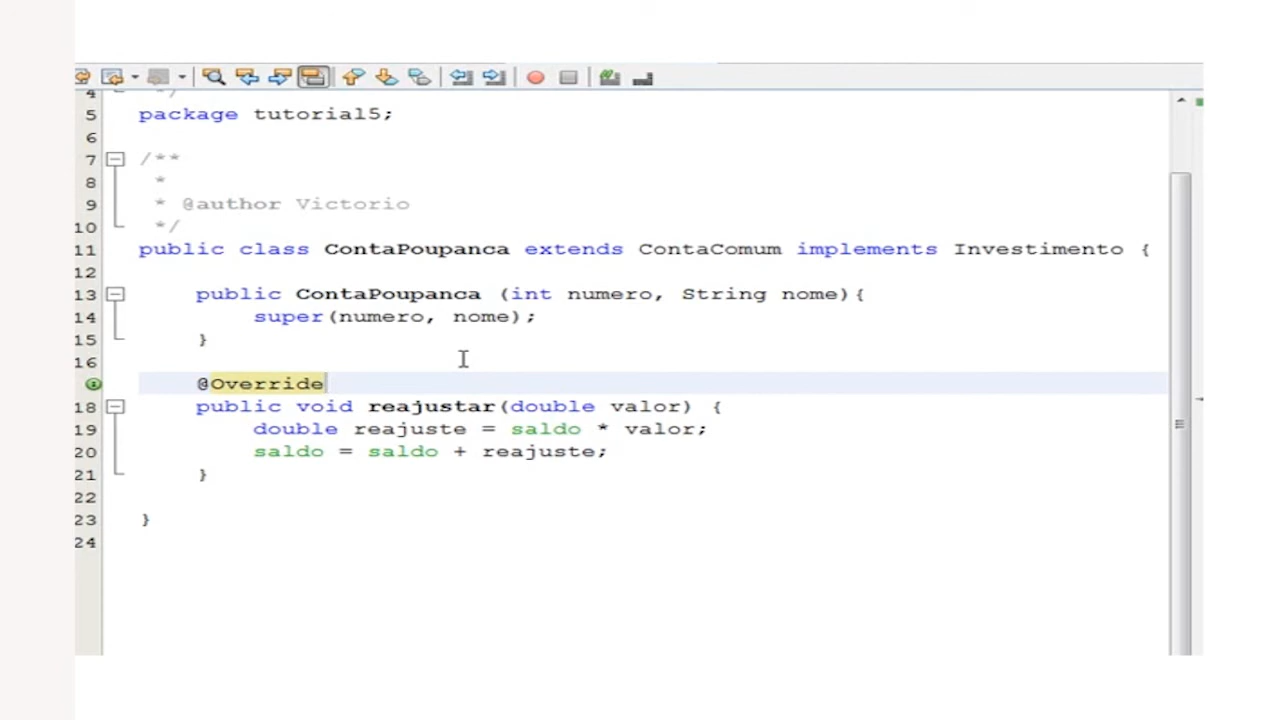 4 */
5 package tutorial5;
6
7 /**
8 *
9 * @author Victorio
10 */
11 public class ContaPoupanca extends ContaComum implements Investimento {
12
13 public ContaPoupanca (int numero, String nome){
14 super(numero, nome);
15 }
16
@Override
18 public void reajustar(double valor) {
19 double reajuste = saldo * valor;
20 saldo = saldo + reajuste;
21 }
22
23 }
24